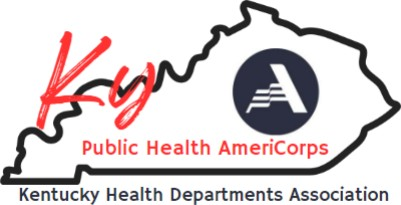 Ky
A
Public Health AmeriCorps
Kentucky Health Departments Association